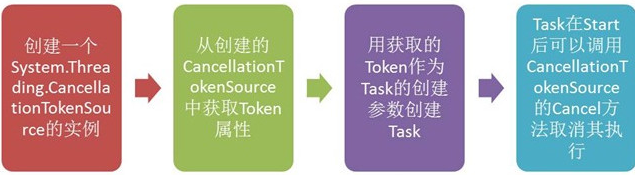 创建一个
System.Threa
ding.Cancella
tionTokenSou
rce的实例
从创建的
CancellationT
okenSource
中获取Token
属性
用获取的
Token作为
Task的创建
参数创建
Task
Task在Start
后可以调用
CancellationT
okenSource
的Cancel方
法取消其执
行